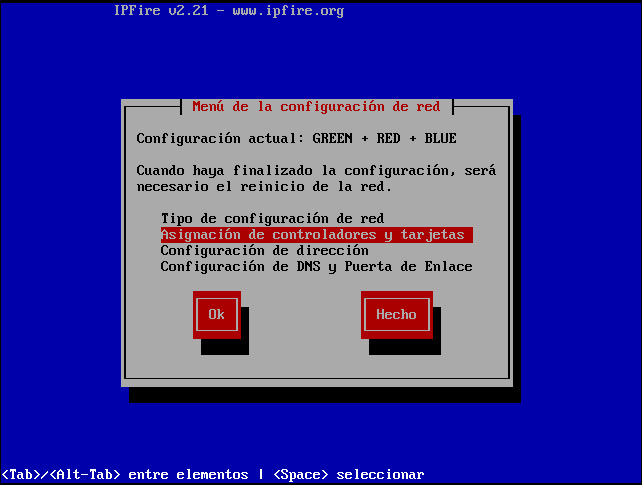 IPFire v2.21 - www.ipfire.org
Menú de la configuración de red
Configuración actual: GREEN + RED + BLUE
Cuando haya finalizado la configuración, será
necesario el reinicio de la red.
Tipo de configuración de red
Asignación de controladores y tarjetas
Configuración de dirección
Configuración de DNS y Puerta de Enlace
Ok Hecho
<Tab>/<Alt-Tab> entre elementos | <Space> seleccionar